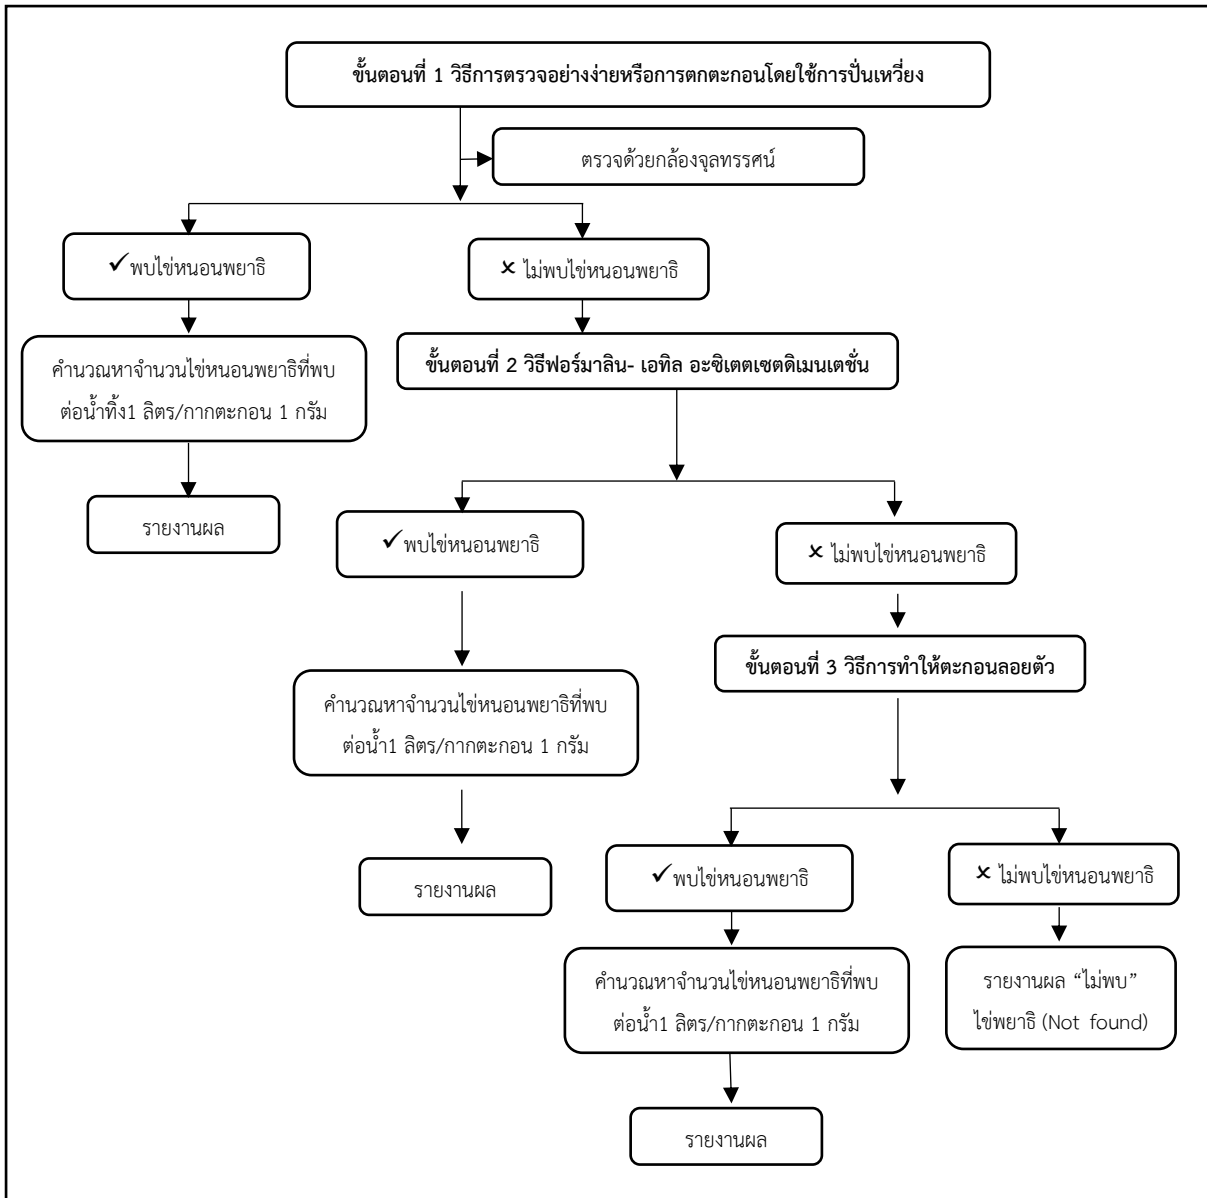 ขั้นตอนที่ 1 วิธีการตรวจอย่างง่ายหรือการตกตะกอนโดยใช้การปั่นเหวี่ยง
ตรวจด้วยกล้องจุลทรรศน์
✓พบไข่หนอนพยาธิ
× ไม่พบไข่หนอนพยาธิ
คำนวณหาจำนวนไข่หนอนพยาธิที่พบ
ต่อน้ำทิ้ง1 ลิตร/กากตะกอน 1 กรัม
ขั้นตอนที่ 2 วิธีฟอร์มาลิน- เอทิล อะซิเตตเซตดิเมนเตชั่น
รายงานผล
✓พบไข่หนอนพยาธิ
× ไม่พบไข่หนอนพยาธิ
คำนวณหาจำนวนไข่หนอนพยาธิที่พบ
ต่อน้ำ1 ลิตร/กากตะกอน 1 กรัม
ขั้นตอนที่ 3 วิธีการทำให้ตะกอนลอยตัว
รายงานผล
✓พบไข่หนอนพยาธิ
× ไม่พบไข่หนอนพยาธิ
คำนวณหาจำนวนไข่หนอนพยาธิที่พบ
ต่อน้ำ1 ลิตร/กากตะกอน 1 กรัม
รายงานผล “ไม่พบ”
ไข่พยาธิ (Not found)
รายงานผล